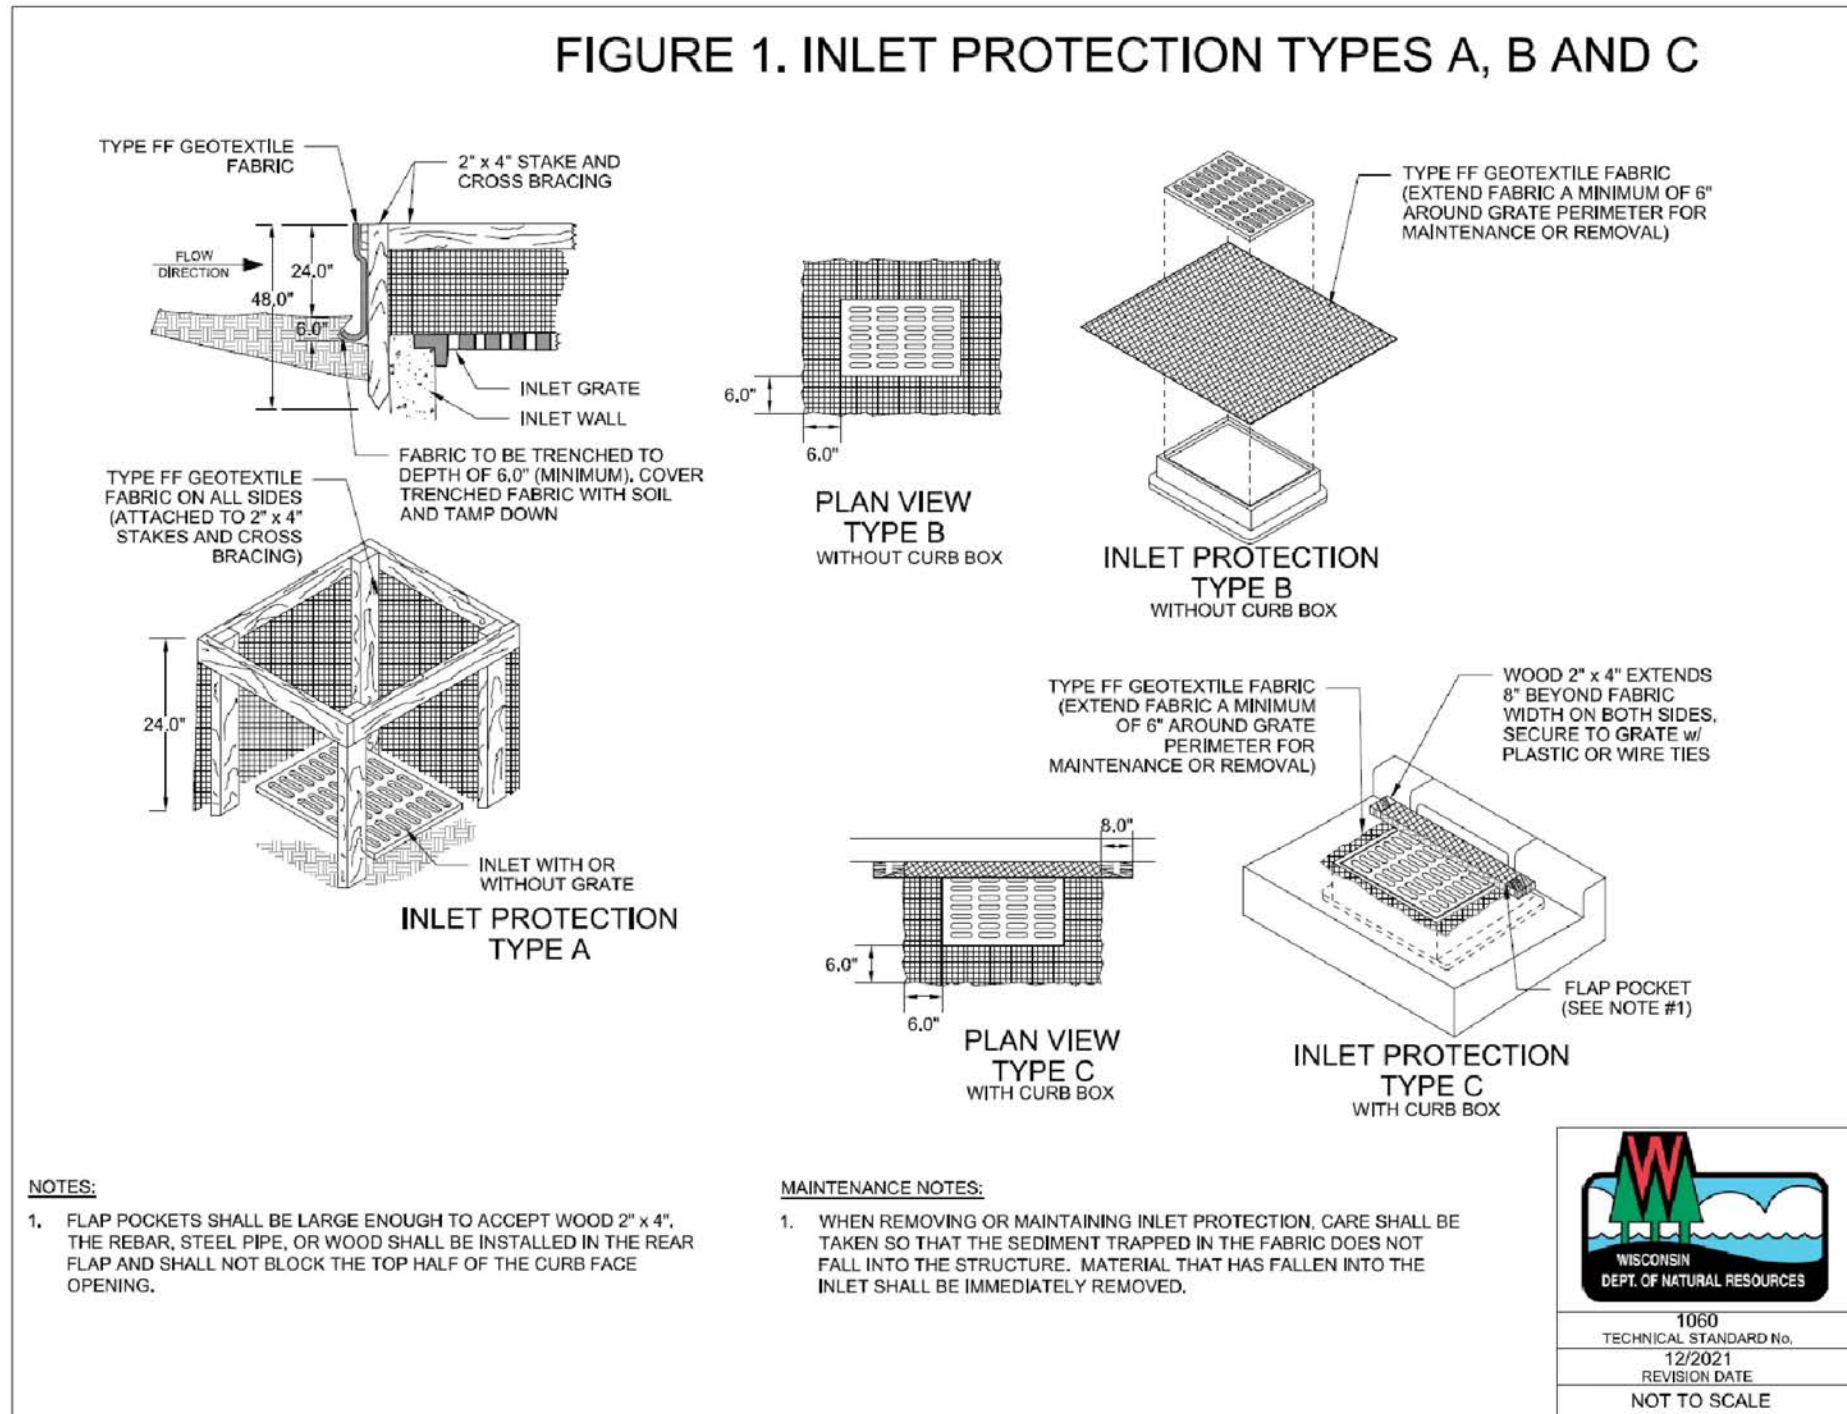 FIGURE 1. INLET PROTECTION TYPES A, B AND C
TYPE FF GEOTEXTILE
FABRIC
2" x 4" STAKE AND
CROSS BRACING
FLOW
DIRECTION
24.0"
48.0"
6.0"
INLET GRATE
INLET WALL
FABRIC TO BE TRENCHED TO
DEPTH OF 6.0" (MINIMUM). COVER
TRENCHED FABRIC WITH SOIL
AND TAMP DOWN
TYPE FF GEOTEXTILE
FABRIC ON ALL SIDES
(ATTACHED TO 2" x 4"
STAKES AND CROSS
BRACING)
24.0"
INLET WITH OR
WITHOUT GRATE
INLET PROTECTION
TYPE A
6.0"
6.0"
PLAN VIEW
TYPE B
WITHOUT CURB BOX
TYPE FF GEOTEXTILE FABRIC
(EXTEND FABRIC A MINIMUM OF 6"
AROUND GRATE PERIMETER FOR
MAINTENANCE OR REMOVAL)
INLET PROTECTION
TYPE B
WITHOUT CURB BOX
TYPE FF GEOTEXTILE FABRIC
(EXTEND FABRIC A MINIMUM
OF 6" AROUND GRATE
PERIMETER FOR
MAINTENANCE OR REMOVAL)
WOOD 2" x 4" EXTENDS
8" BEYOND FABRIC
WIDTH ON BOTH SIDES,
SECURE TO GRATE w/
PLASTIC OR WIRE TIES
8.0"
6.0"
6.0"
PLAN VIEW
TYPE C
WITH CURB BOX
FLAP POCKET
(SEE NOTE #1)
INLET PROTECTION
TYPE C
WITH CURB BOX
NOTES:
1. FLAP POCKETS SHALL BE LARGE ENOUGH TO ACCEPT WOOD 2" x 4".
THE REBAR, STEEL PIPE, OR WOOD SHALL BE INSTALLED IN THE REAR
FLAP AND SHALL NOT BLOCK THE TOP HALF OF THE CURB FACE
OPENING.
MAINTENANCE NOTES:
1. WHEN REMOVING OR MAINTAINING INLET PROTECTION, CARE SHALL BE
TAKEN SO THAT THE SEDIMENT TRAPPED IN THE FABRIC DOES NOT
FALL INTO THE STRUCTURE. MATERIAL THAT HAS FALLEN INTO THE
INLET SHALL BE IMMEDIATELY REMOVED.
W
WISCONSIN
DEPT. OF NATURAL RESOURCES
1060
TECHNICAL STANDARD No.
12/2021
REVISION DATE
NOT TO SCALE